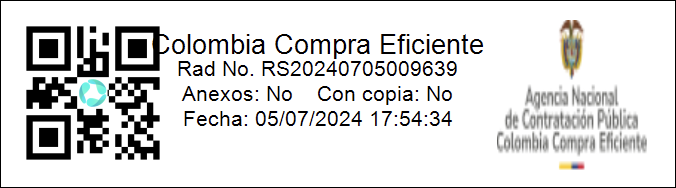 Colombia Compra Eficiente
Rad No. RS20240705009639
Anexos: No    Con copia: No
Fecha: 05/07/2024 17:54:34
Agencia Nacional
de Contratación Pública
Colombia Compra Eficiente